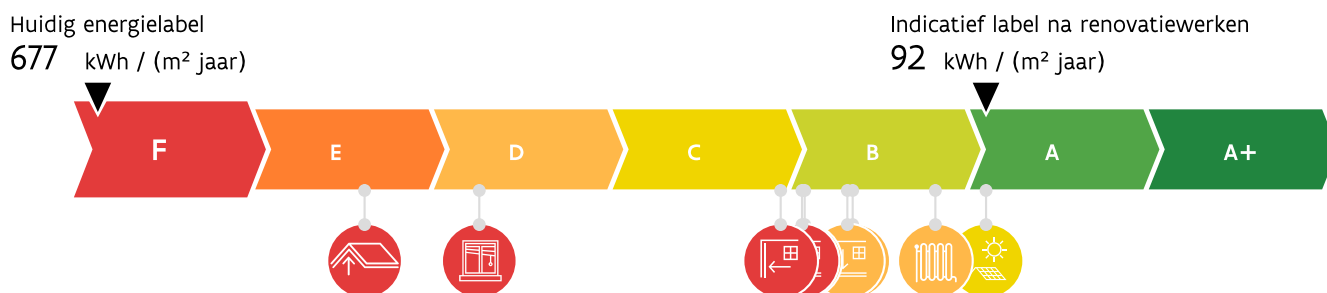 Huidig energielabel
677 kWh / (m² jaar)
Indicatief label na renovatiewerken
92 kWh / (m² jaar)
F E D C B A A+